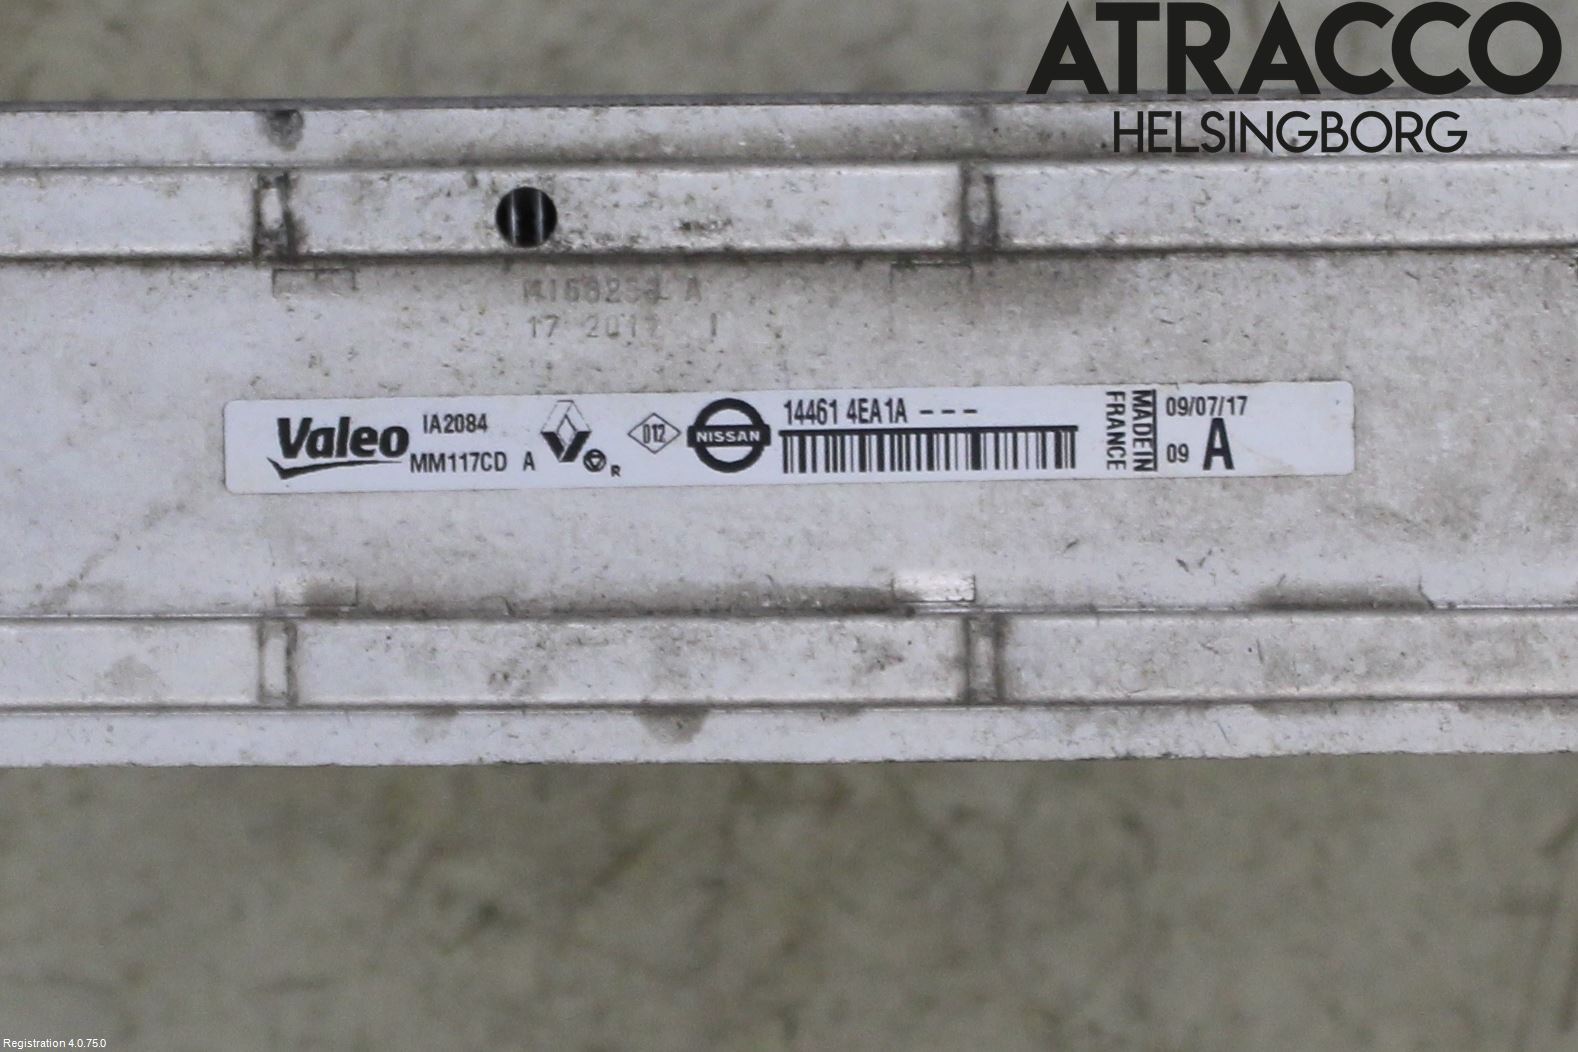 ATRACCO
HELSINGBORG
17 2017 I
Valeo
IA2084
MM117CD A
R
012
NISSAN
14461 4EA1A ---
MADE IN
FRANCE
09/07/17
09 A
Registration 4.0.75.0